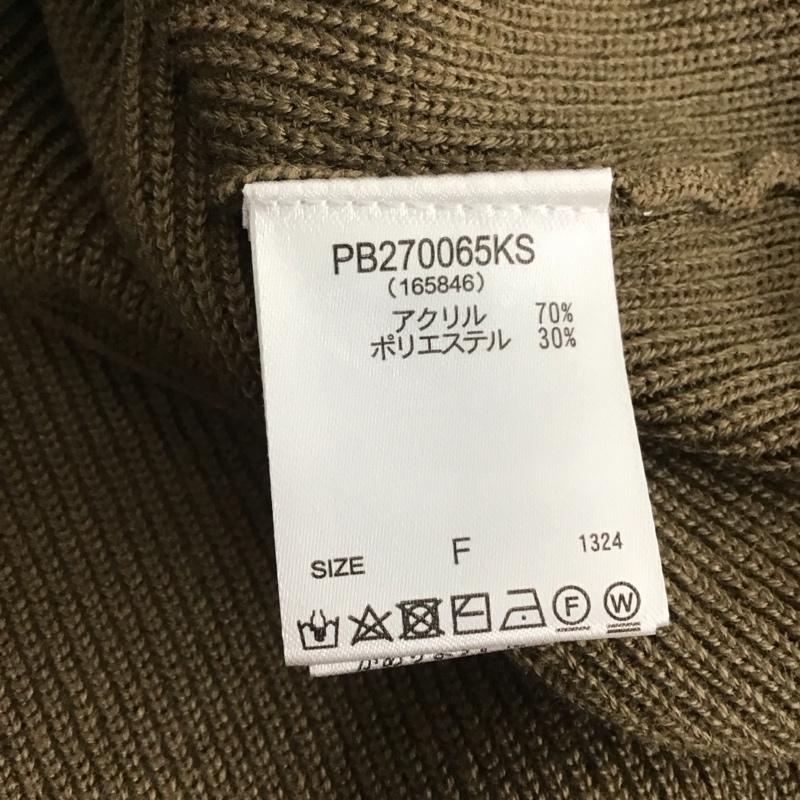 PB270065KS
(165846)
アクリル 70%
ポリエステル 30%
SIZE F 1324
F W